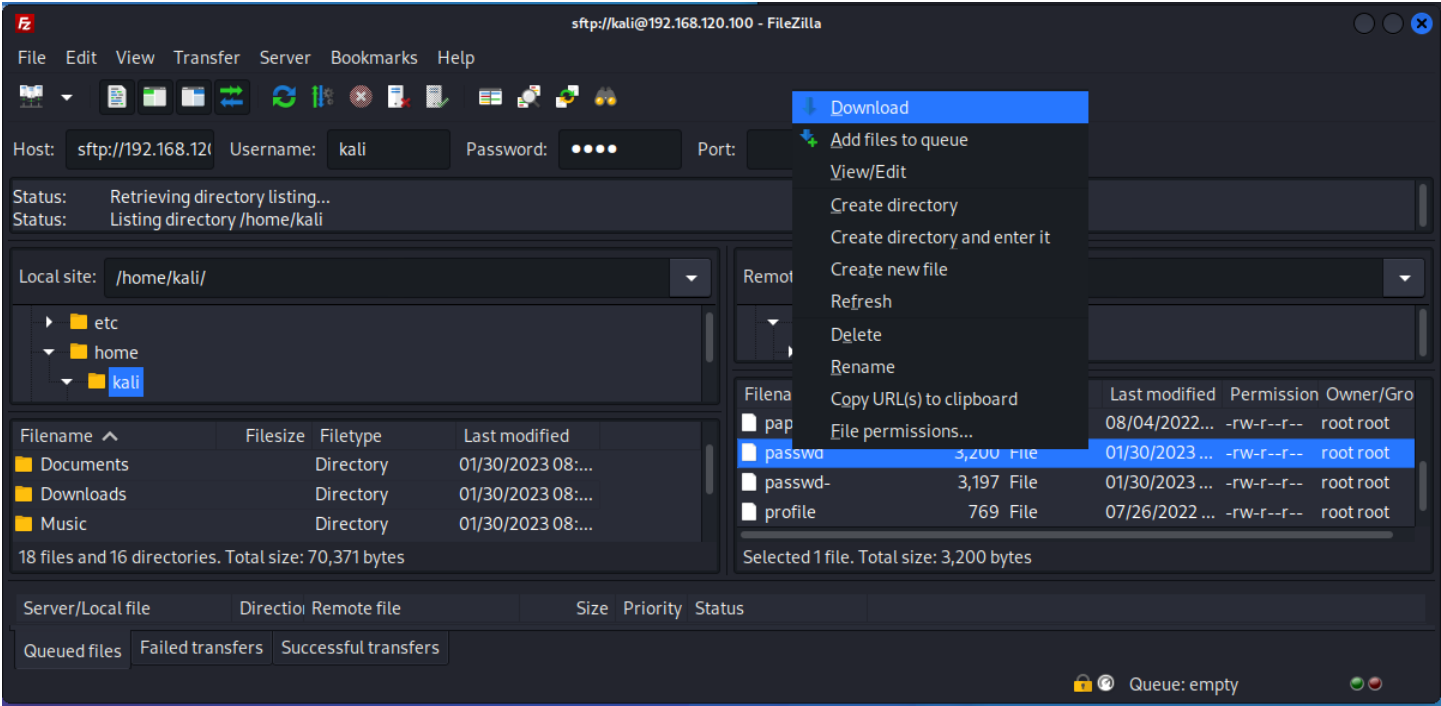 sftp://kali@192.168.120.100 - FileZilla
File Edit View Transfer Server Bookmarks Help
Host: sftp://192.168.12 Username: kali Password: ●●●● Port:
Status: Retrieving directory listing...
Status: Listing directory /home/kali
Local site: /home/kali/
etc
home
kali
Filename Filesize Filetype Last modified
Documents Directory 01/30/2023 08:...
Downloads Directory 01/30/2023 08:...
Music Directory 01/30/2023 08:...
18 files and 16 directories. Total size: 70,371 bytes
Download
Add files to queue
View/Edit
Create directory
Create directory and enter it
Create new file
Refresh
Delete
Rename
Copy URL(s) to clipboard
File permissions...
Remot
Filena Last modified Permission Owner/Gro
pap 08/04/2022... -rw-r--r-- root root
passwd 3,200 File 01/30/2023 ... -rw-r--r-- root root
passwd- 3,197 File 01/30/2023 ... -rw-r--r-- root root
profile 769 File 07/26/2022 ... -rw-r--r-- root root
Selected 1 file. Total size: 3,200 bytes
Server/Local file Direction Remote file Size Priority Status
Queued files Failed transfers Successful transfers
Queue: empty